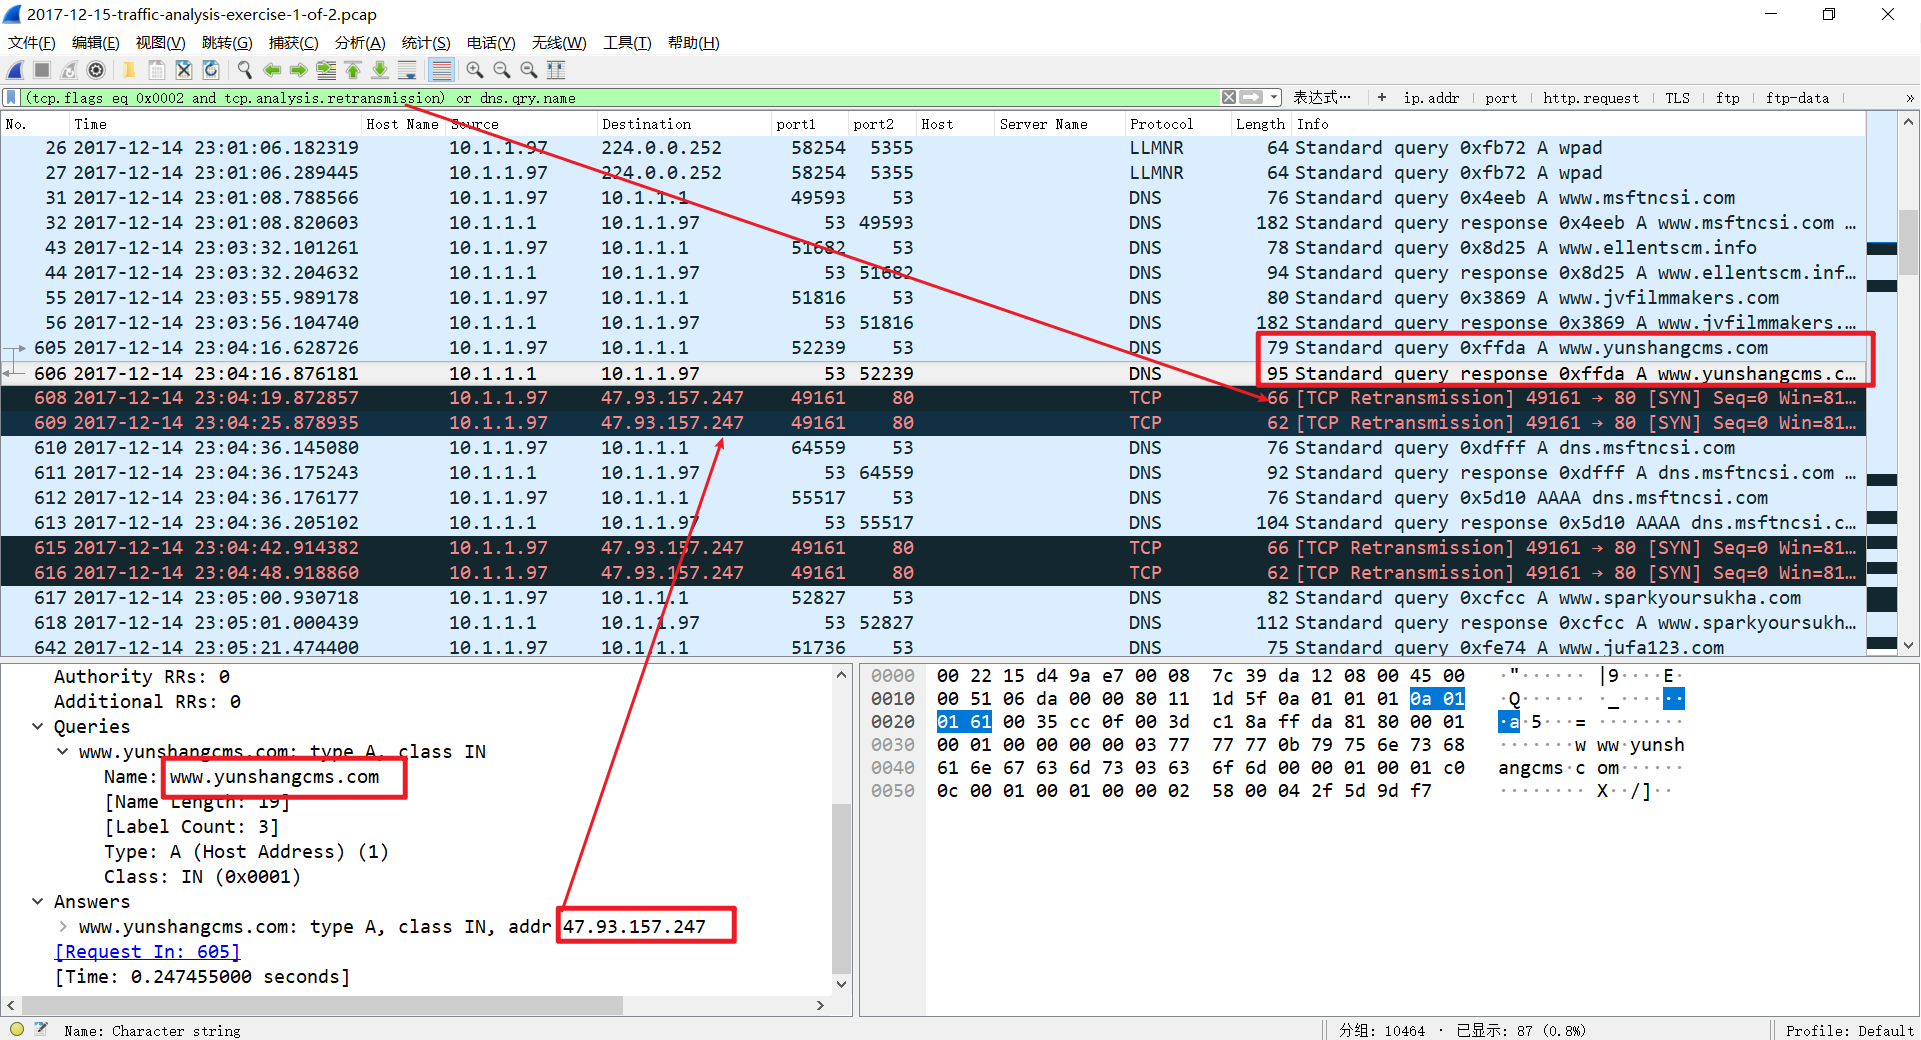 2017-12-15-traffic-analysis-exercise-1-of-2.pcap
文件(F) 编辑(E) 视图(V) 跳转(G) 捕获(C) 分析(A) 统计(S) 电话(Y) 无线(W) 工具(T) 帮助(H)
(tcp.flags eq 0x0002 and tcp.analysis.retransmission) or dns.qry.name 表达式… + ip.addr port http.request TLS ftp ftp-data »
No. Time Host Name Source Destination port1 port2 Host Server Name Protocol Length Info
26 2017-12-14 23:01:06.182319 10.1.1.97 224.0.0.252 58254 5355 LLMNR 64 Standard query 0xfb72 A wpad
27 2017-12-14 23:01:06.289445 10.1.1.97 224.0.0.252 58254 5355 LLMNR 64 Standard query 0xfb72 A wpad
31 2017-12-14 23:01:08.788566 10.1.1.97 10.1.1.1 49593 53 DNS 76 Standard query 0x4eeb A www.msftncsi.com
32 2017-12-14 23:01:08.820603 10.1.1.1 10.1.1.97 53 49593 DNS 182 Standard query response 0x4eeb A www.msftncsi.com …
43 2017-12-14 23:03:32.101261 10.1.1.97 10.1.1.1 51682 53 DNS 78 Standard query 0x8d25 A www.ellentscm.info
44 2017-12-14 23:03:32.204632 10.1.1.1 10.1.1.97 53 51682 DNS 94 Standard query response 0x8d25 A www.ellentscm.inf…
55 2017-12-14 23:03:55.989178 10.1.1.97 10.1.1.1 51816 53 DNS 80 Standard query 0x3869 A www.jvfilmmakers.com
56 2017-12-14 23:03:56.104740 10.1.1.1 10.1.1.97 53 51816 DNS 182 Standard query response 0x3869 A www.jvfilmmakers.…
605 2017-12-14 23:04:16.628726 10.1.1.97 10.1.1.1 52239 53 DNS 79 Standard query 0xffda A www.yunshangcms.com
606 2017-12-14 23:04:16.876181 10.1.1.1 10.1.1.97 53 52239 DNS 95 Standard query response 0xffda A www.yunshangcms.c…
608 2017-12-14 23:04:19.872857 10.1.1.97 47.93.157.247 49161 80 TCP 66 [TCP Retransmission] 49161 → 80 [SYN] Seq=0 Win=81…
609 2017-12-14 23:04:25.878935 10.1.1.97 47.93.157.247 49161 80 TCP 62 [TCP Retransmission] 49161 → 80 [SYN] Seq=0 Win=81…
610 2017-12-14 23:04:36.145080 10.1.1.97 10.1.1.1 64559 53 DNS 76 Standard query 0xdfff A dns.msftncsi.com
611 2017-12-14 23:04:36.175243 10.1.1.1 10.1.1.97 53 64559 DNS 92 Standard query response 0xdfff A dns.msftncsi.com …
612 2017-12-14 23:04:36.176177 10.1.1.97 10.1.1.1 55517 53 DNS 76 Standard query 0x5d10 AAAA dns.msftncsi.com
613 2017-12-14 23:04:36.205102 10.1.1.1 10.1.1.97 53 55517 DNS 104 Standard query response 0x5d10 AAAA dns.msftncsi.c…
615 2017-12-14 23:04:42.914382 10.1.1.97 47.93.157.247 49161 80 TCP 66 [TCP Retransmission] 49161 → 80 [SYN] Seq=0 Win=81…
616 2017-12-14 23:04:48.918860 10.1.1.97 47.93.157.247 49161 80 TCP 62 [TCP Retransmission] 49161 → 80 [SYN] Seq=0 Win=81…
617 2017-12-14 23:05:00.930718 10.1.1.97 10.1.1.1 52827 53 DNS 82 Standard query 0xcfcc A www.sparkyoursukha.com
618 2017-12-14 23:05:01.000439 10.1.1.1 10.1.1.97 53 52827 DNS 112 Standard query response 0xcfcc A www.sparkyoursukh…
642 2017-12-14 23:05:21.474400 10.1.1.97 10.1.1.1 51736 53 DNS 75 Standard query 0xfe74 A www.jufa123.com
Authority RRs: 0
Additional RRs: 0
Queries
www.yunshangcms.com: type A, class IN
Name: www.yunshangcms.com
[Name Length: 19]
[Label Count: 3]
Type: A (Host Address) (1)
Class: IN (0x0001)
Answers
www.yunshangcms.com: type A, class IN, addr 47.93.157.247
[Request In: 605]
[Time: 0.247455000 seconds]
0000 00 22 15 d4 9a e7 00 08 7c 39 da 12 08 00 45 00 ·"······ |9····E·
0010 00 51 06 da 00 00 80 11 1d 5f 0a 01 01 01 0a 01 ·Q······ ·_······
0020 01 61 00 35 cc 0f 00 3d c1 8a ff da 81 80 00 01 ·a·5···= ········
0030 00 01 00 00 00 00 03 77 77 77 0b 79 75 6e 73 68 ·······w ww·yunsh
0040 61 6e 67 63 6d 73 03 63 6f 6d 00 00 01 00 01 c0 angcms·c om······
0050 0c 00 01 00 01 00 00 02 58 00 04 2f 5d 9d f7 ········ X··/]··
Name: Character string 分组: 10464 · 已显示: 87 (0.8%) Profile: Default